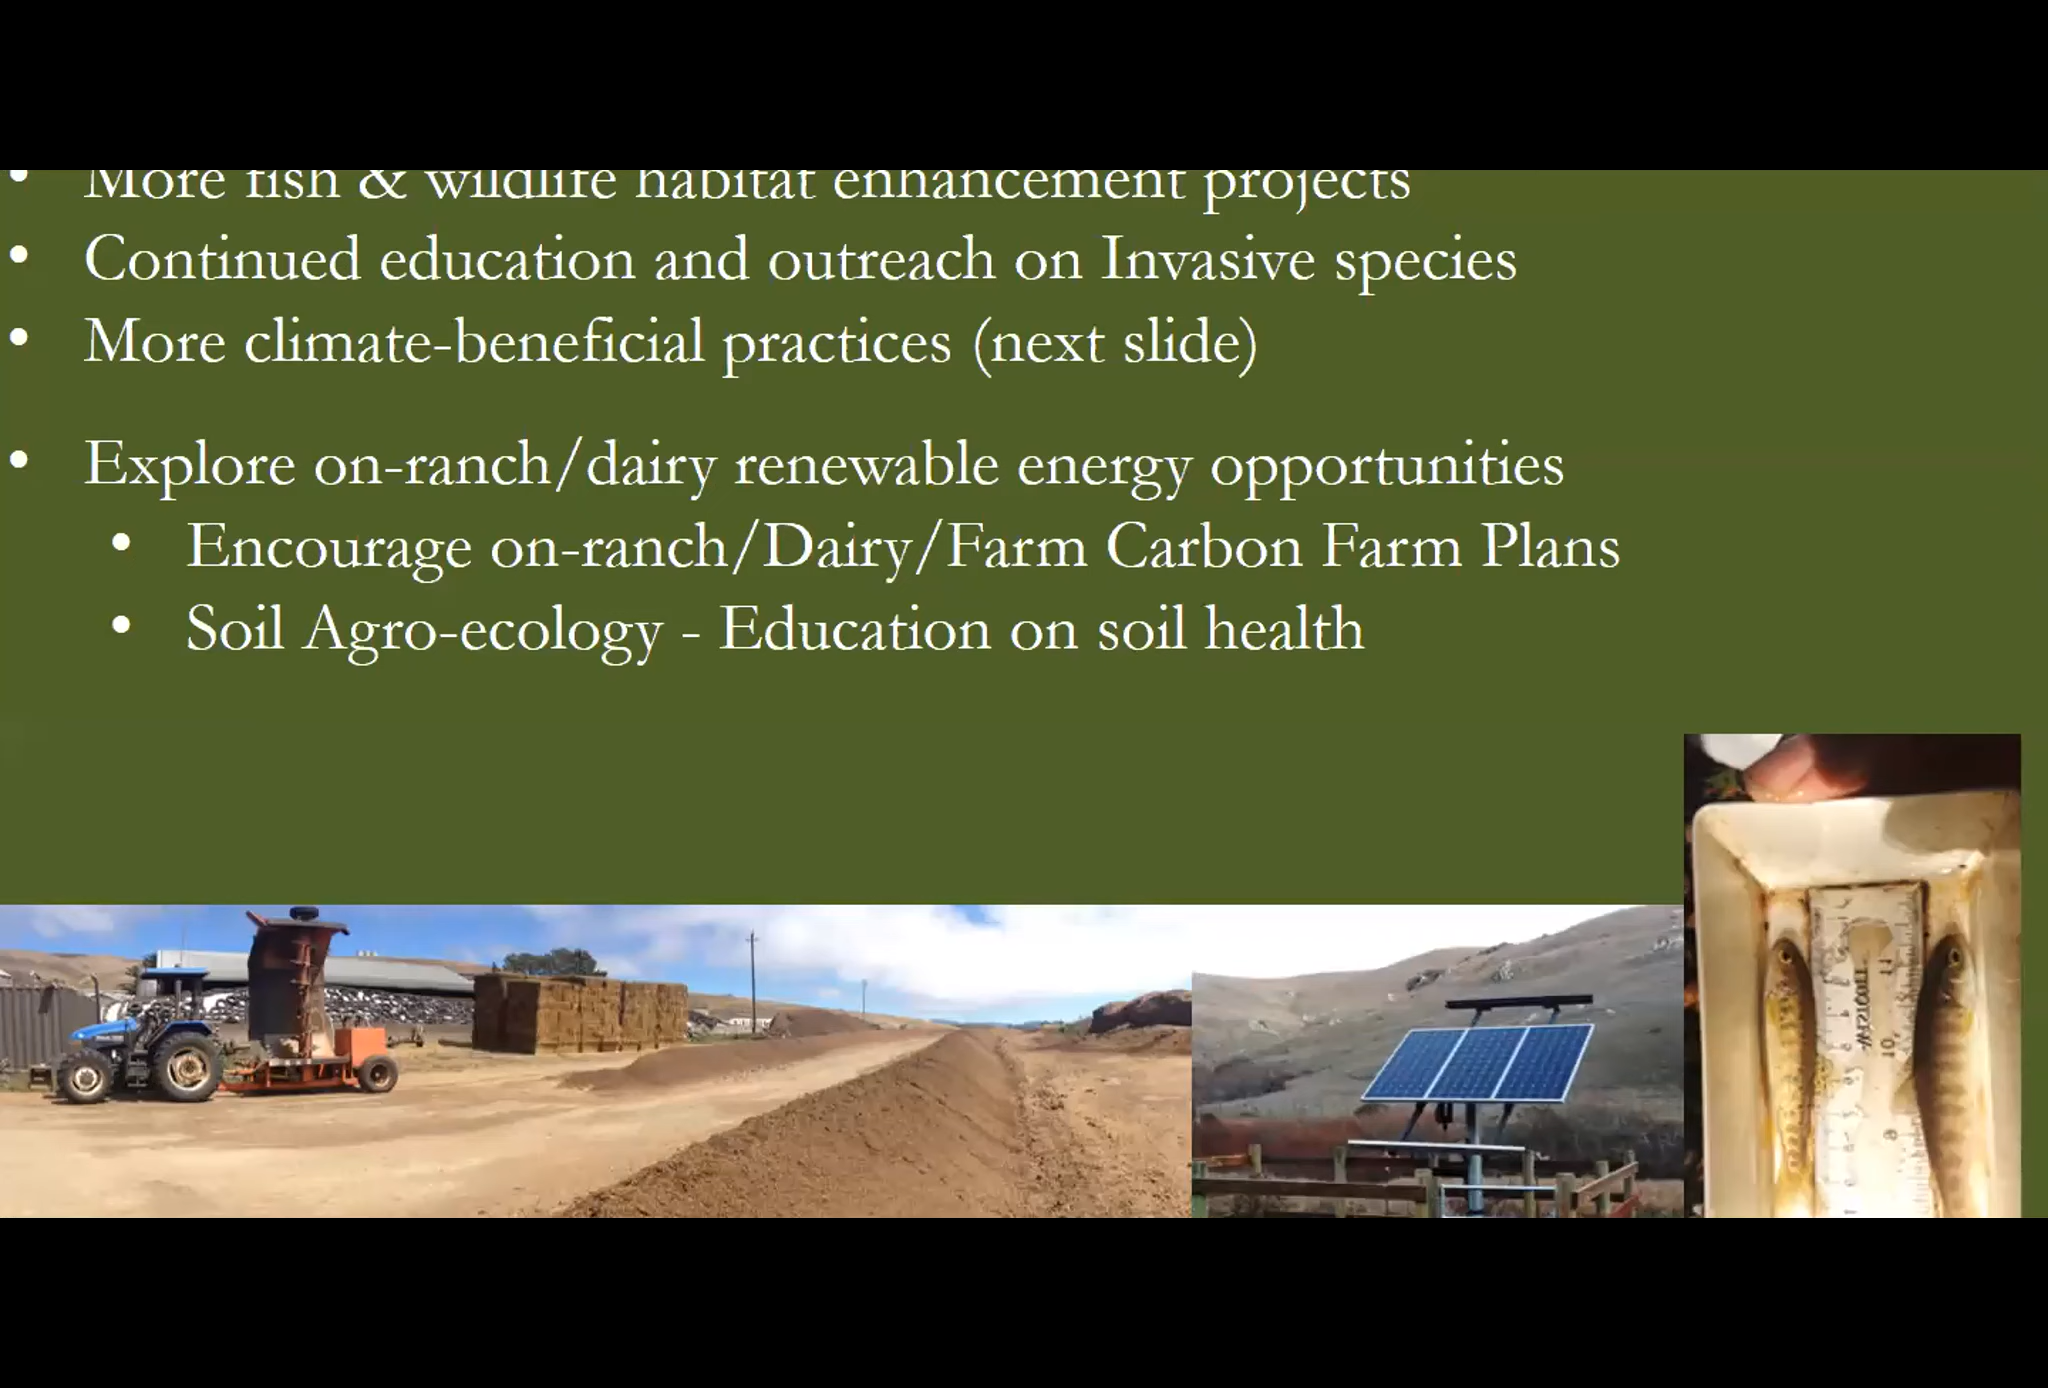 • More fish & wildlife habitat enhancement projects
• Continued education and outreach on Invasive species
• More climate-beneficial practices (next slide)
• Explore on-ranch/dairy renewable energy opportunities
• Encourage on-ranch/Dairy/Farm Carbon Farm Plans
• Soil Agro-ecology - Education on soil health
11
10